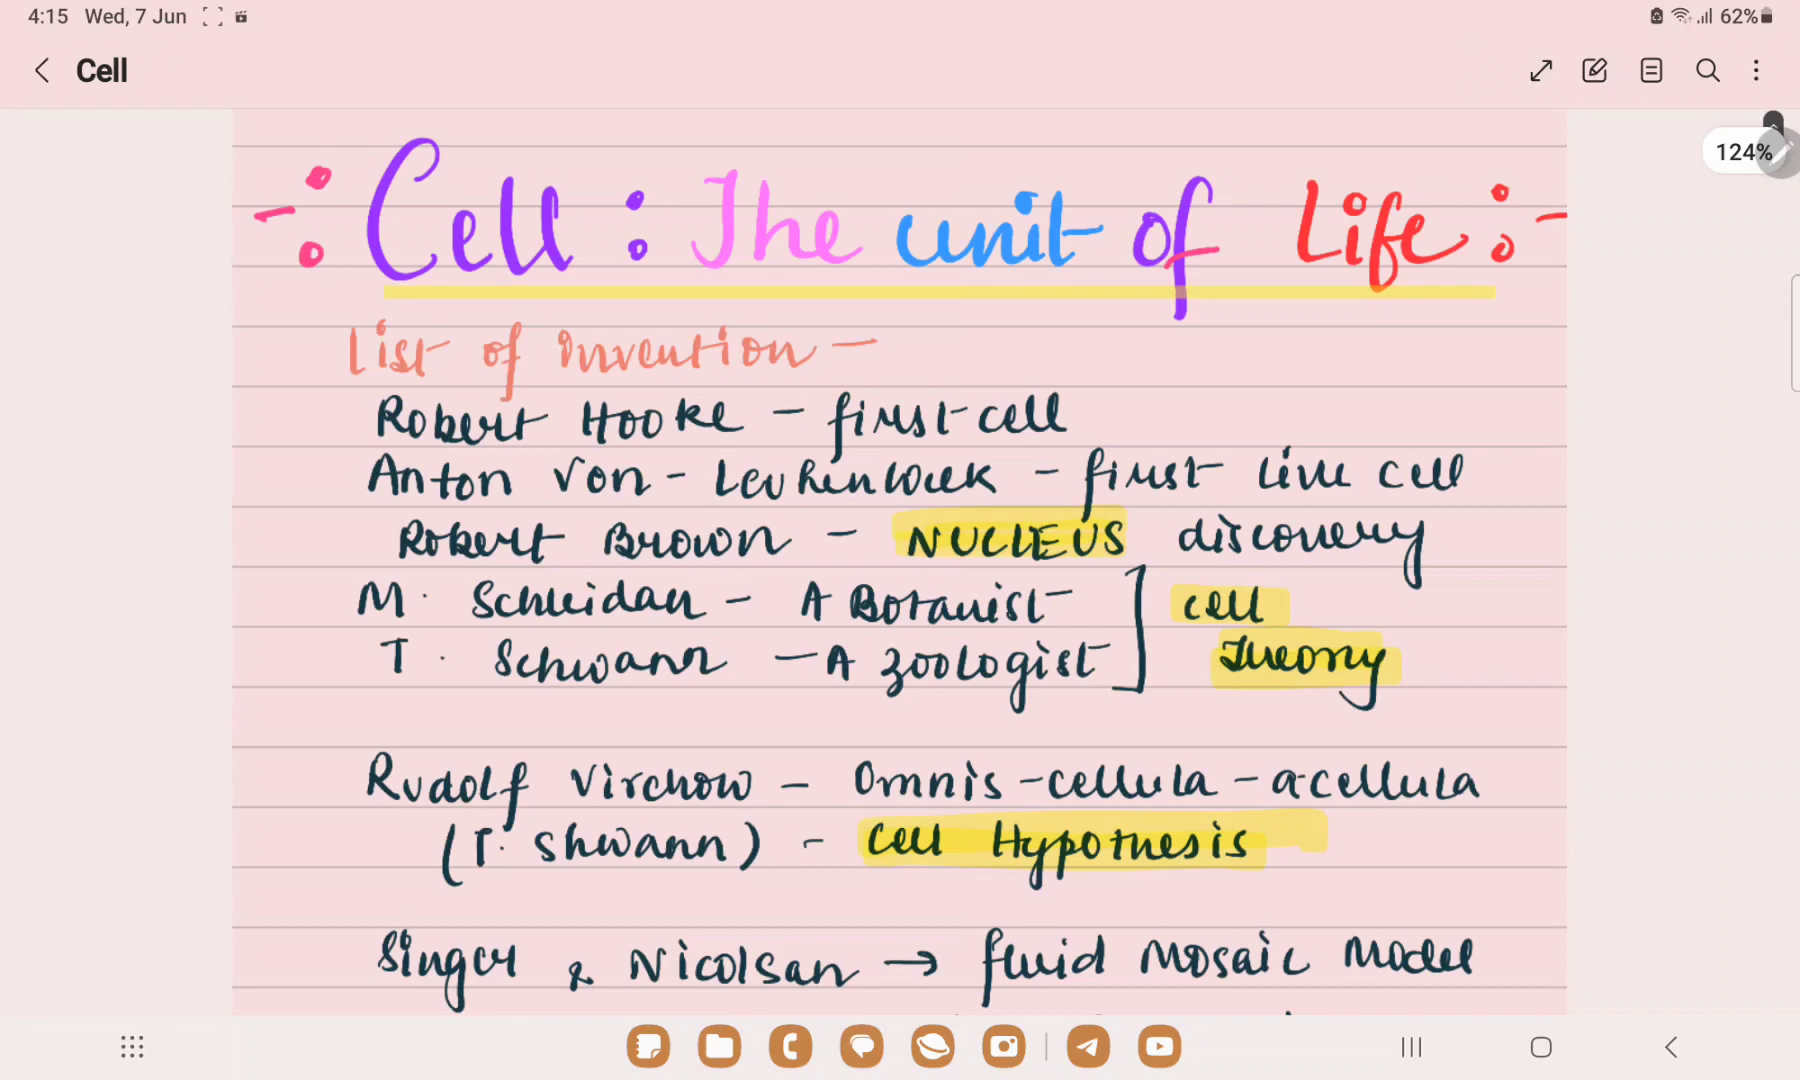 4:15 Wed, 7 Jun 62%
Cell
124%
-: Cell : The unit of Life :-
List of invention -
Robert Hooke - first cell
Anton Von - Leuhenwoek - first live cell
Robert Brown - NUCLEUS discovery
M. Schleidan - A Botanist
T. Schwann - A zoologist
cell
Theory
Rudolf Virchow - Omnis - cellula - a cellula
(T. Shwann) - Cell Hypothesis
Singer & Nicolsan → fluid Mosaic Model